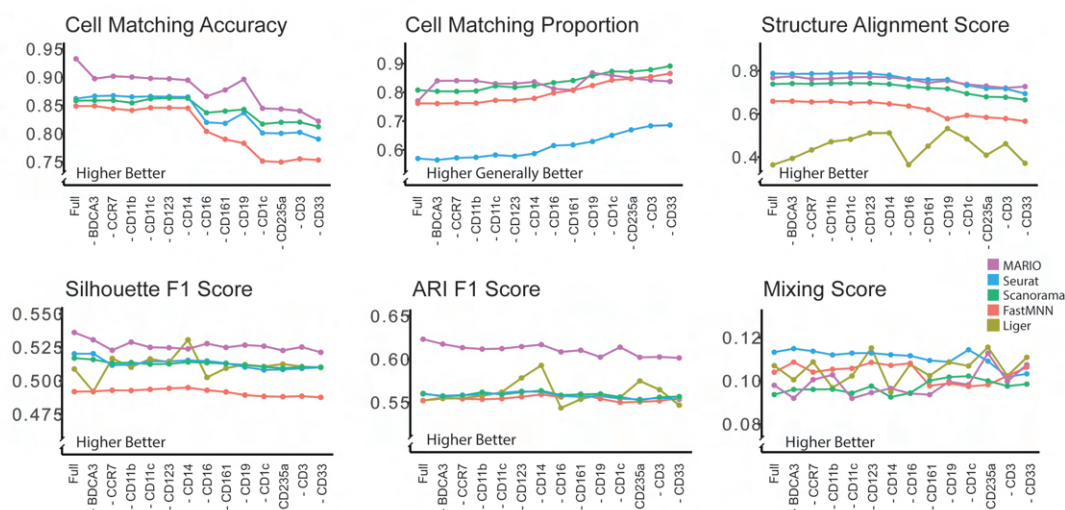 Cell Matching Accuracy
0.95
0.90
0.85
0.80
0.75
Higher Better
Full
- BDCA3
- CCR7
- CD11b
- CD11c
- CD123
- CD14
- CD16
- CD161
- CD19
- CD1c
- CD235a
- CD3
- CD33
Cell Matching Proportion
0.9
0.8
0.7
0.6
Higher Generally Better
Full
- BDCA3
- CCR7
- CD11b
- CD11c
- CD123
- CD14
- CD16
- CD161
- CD19
- CD1c
- CD235a
- CD3
- CD33
Structure Alignment Score
0.8
0.6
0.4
Higher Better
Full
- BDCA3
- CCR7
- CD11b
- CD11c
- CD123
- CD14
- CD16
- CD161
- CD19
- CD1c
- CD235a
- CD3
- CD33
MARIO
Seurat
Scanorama
FastMNN
Liger
Silhouette F1 Score
0.550
0.525
0.500
0.475
Higher Better
Full
- BDCA3
- CCR7
- CD11b
- CD11c
- CD123
- CD14
- CD16
- CD161
- CD19
- CD1c
CD235a
- CD3
- CD33
ARI F1 Score
0.65
0.60
0.55
Higher Better
Full
- BDCA3
- CCR7
- CD11b
- CD11c
- CD123
- CD14
- CD16
- CD161
- CD19
- CD1c
CD235a
- CD3
- CD33
Mixing Score
0.12
0.10
0.08
Higher Better
Full
- BDCA3
- CCR7
- CD11b
- CD11c
- CD123
- CD14
- CD16
- CD161
- CD19
- CD1c
CD235a
- CD3
- CD33